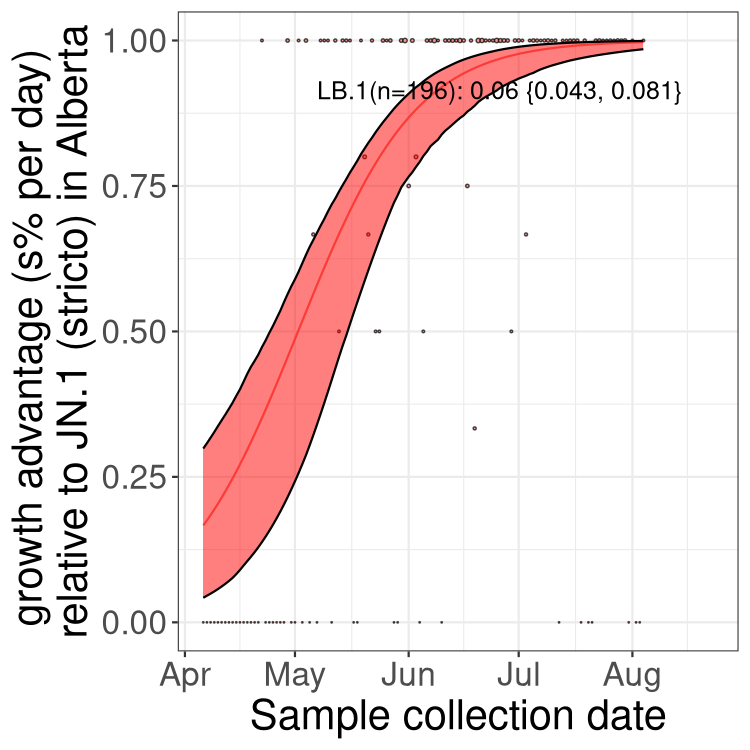 growth advantage (s% per day)
relative to JN.1 (stricto) in Alberta
1.00
0.75
0.50
0.25
0.00
LB.1(n=196): 0.06 {0.043, 0.081}
Apr May Jun Jul Aug
Sample collection date